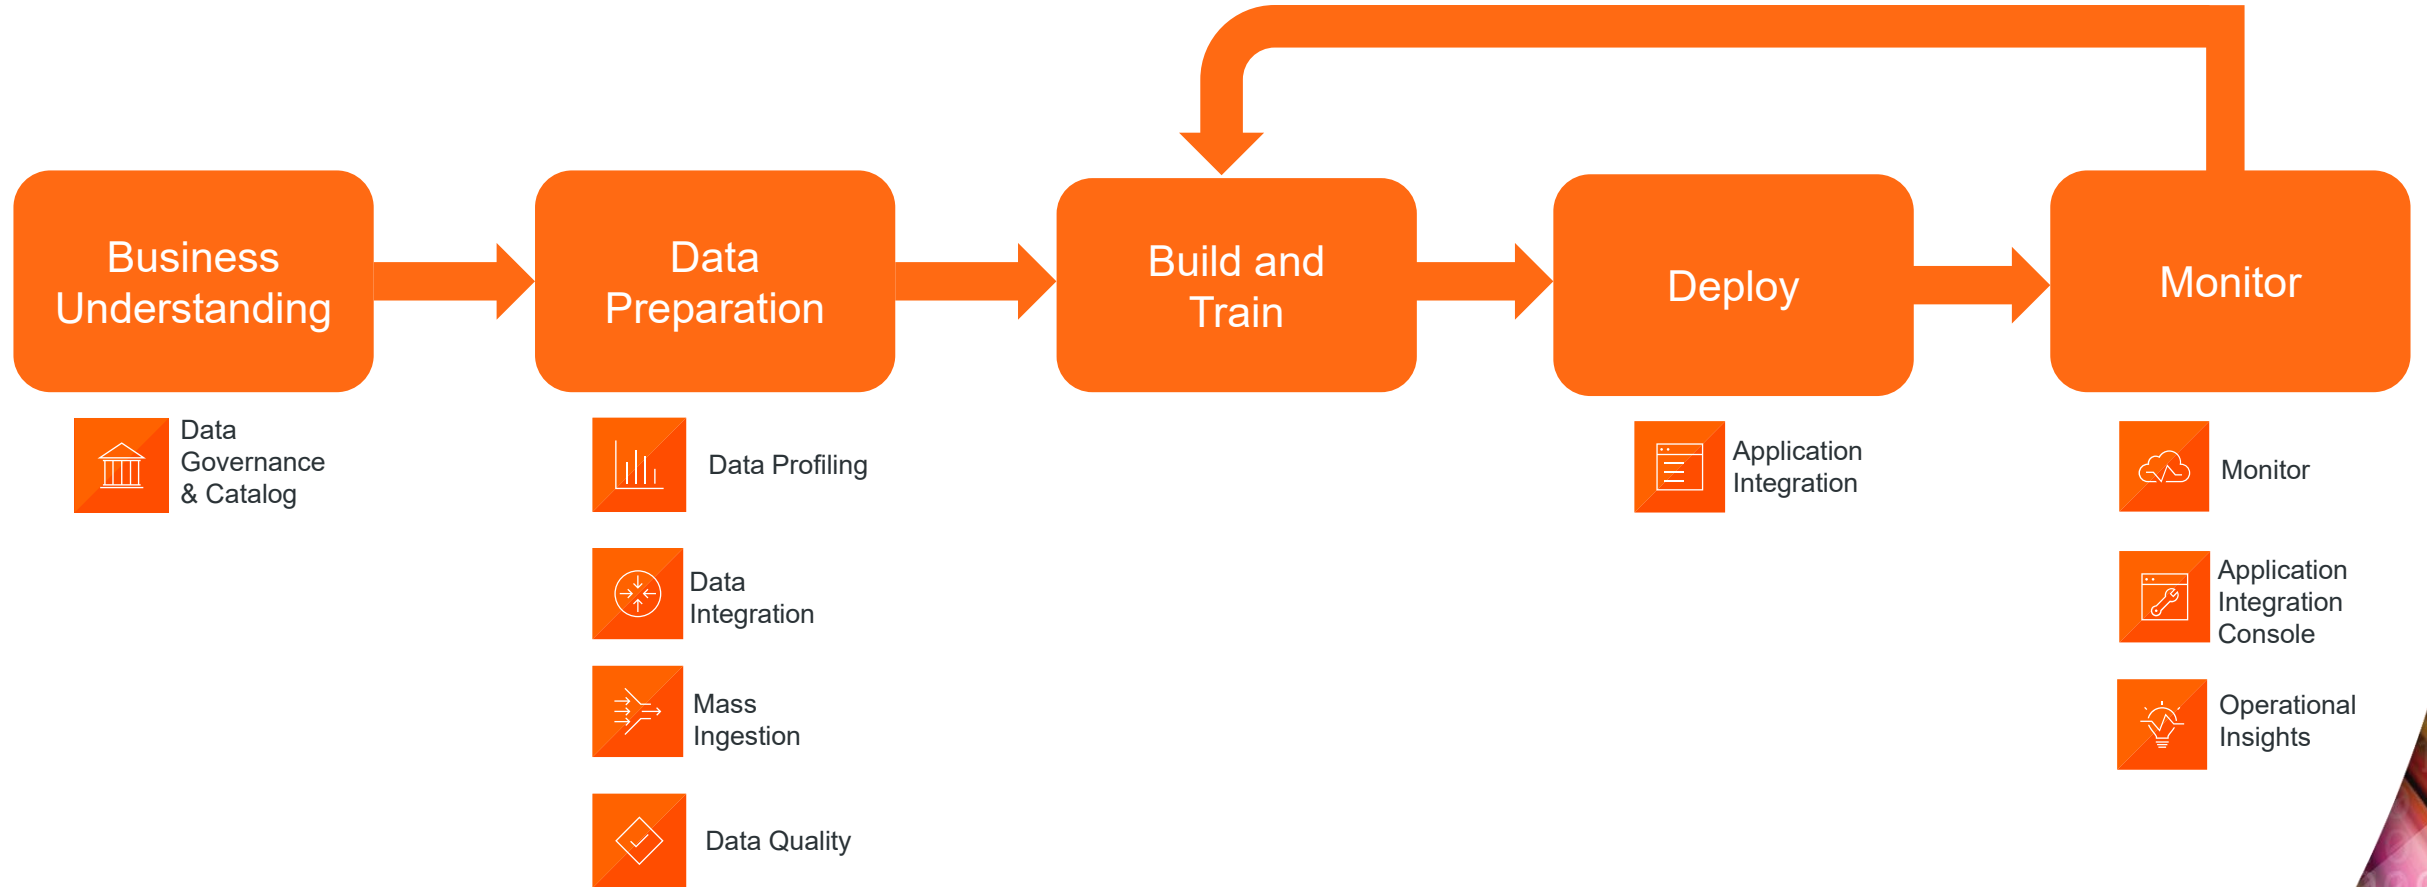 Business
Understanding
Data
Preparation
Build and
Train
Deploy
Monitor
Data
Governance
& Catalog
Data Profiling
Data
Integration
Mass
Ingestion
Data Quality
Application
Integration
Monitor
Application
Integration
Console
Operational
Insights